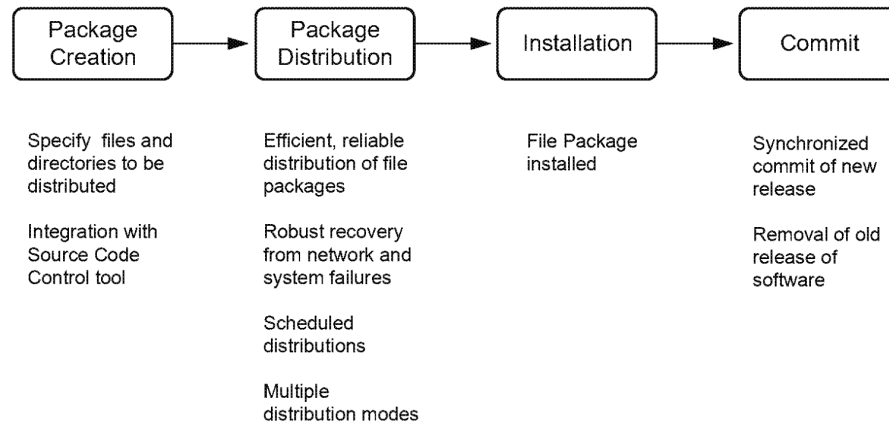 Package
Creation
Package
Distribution
Installation
Commit
Specify files and
directories to be
distributed
Integration with
Source Code
Control tool
Efficient, reliable
distribution of file
packages
Robust recovery
from network and
system failures
Scheduled
distributions
Multiple
distribution modes
File Package
installed
Synchronized
commit of new
release
Removal of old
release of
software